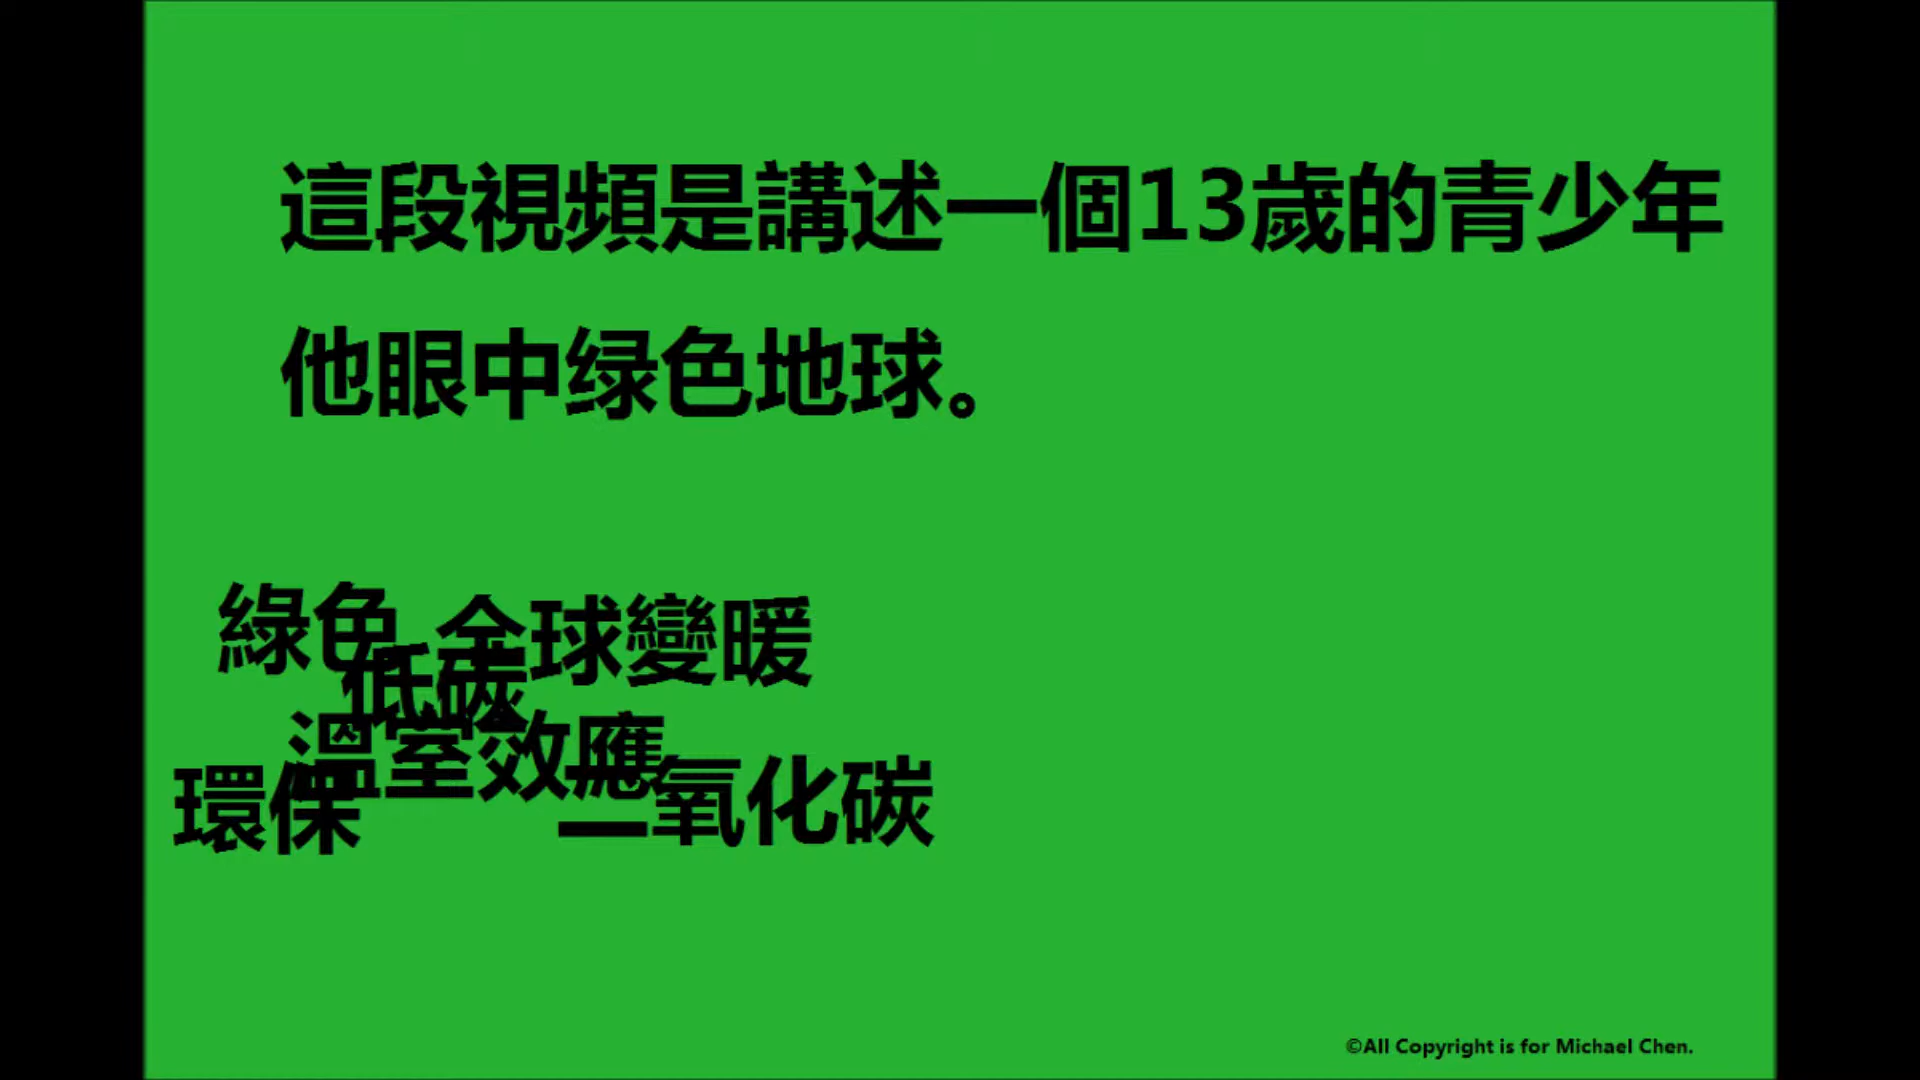 這段視頻是講述一個13歲的青少年
他眼中绿色地球。
綠色
全球變暖
低碳
溫室效應
環保
二氧化碳
©All Copyright is for Michael Chen.